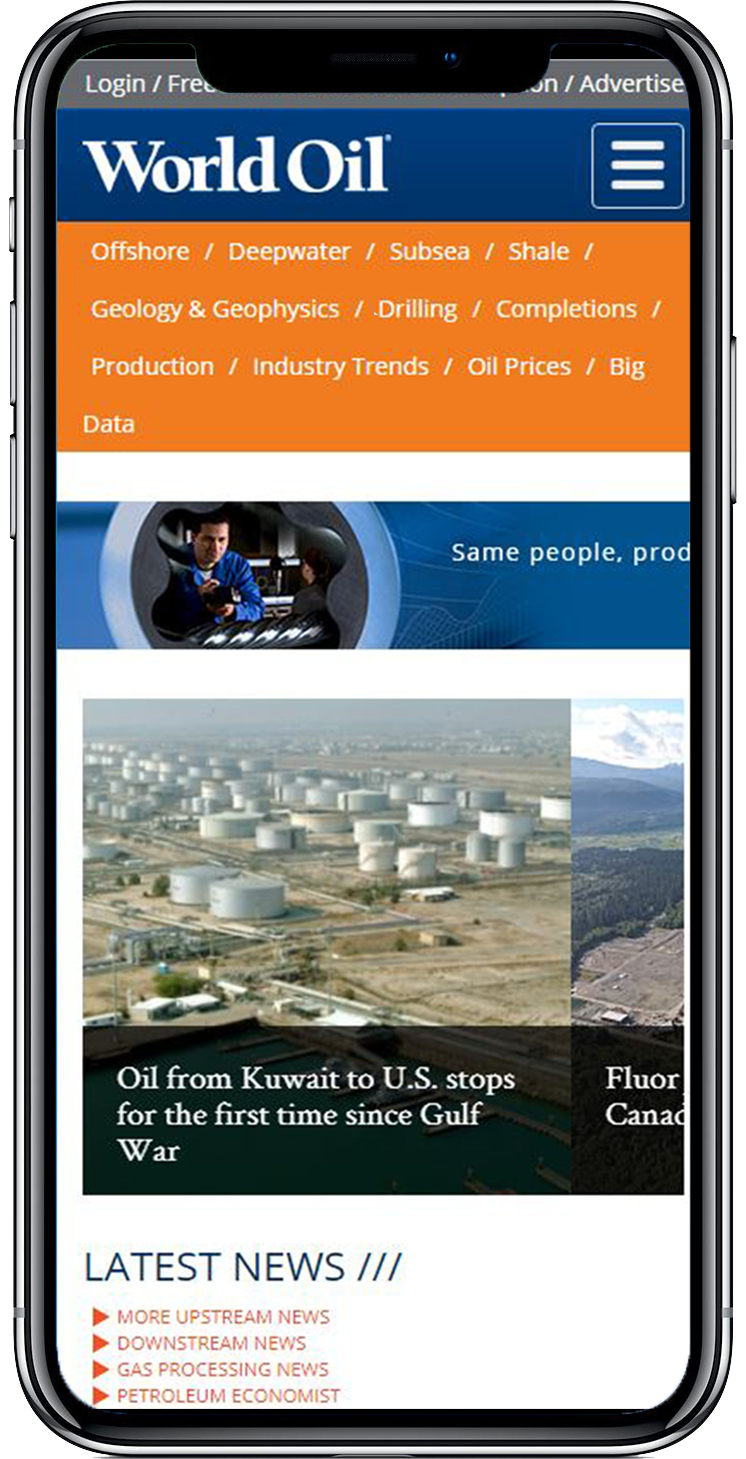 Login / Free / Advertise
World Oil
Offshore / Deepwater / Subsea / Shale /
Geology & Geophysics / Drilling / Completions /
Production / Industry Trends / Oil Prices / Big
Data
Same people, prod
Oil from Kuwait to U.S. stops
for the first time since Gulf
War
Fluor
Canad
LATEST NEWS ///
MORE UPSTREAM NEWS
DOWNSTREAM NEWS
GAS PROCESSING NEWS
PETROLEUM ECONOMIST